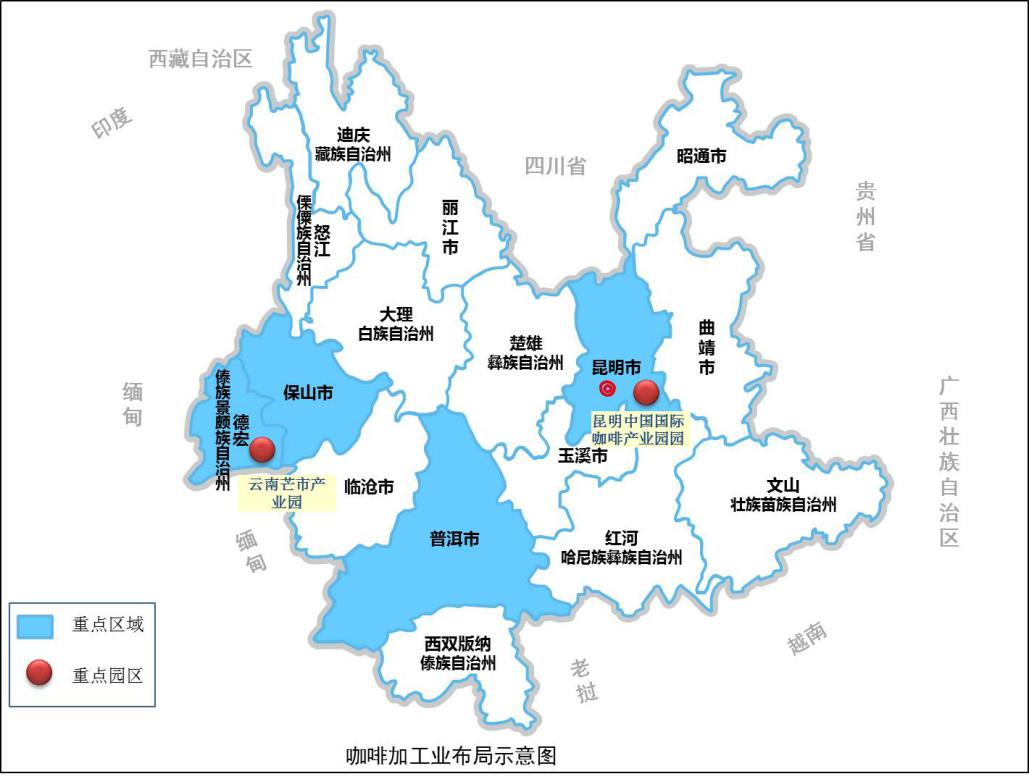 西藏自治区
印度
迪庆
藏族自治州
四川省
昭通市
贵州省
丽江市
怒江
傈僳族自治州
大理
白族自治州
楚雄
彝族自治州
昆明市
曲靖市
缅甸
保山市
德宏
傣族景颇族自治州
广西壮族自治区
昆明中国国际
咖啡产业园园
玉溪市
云南芒市产
业园
临沧市
文山
壮族苗族自治州
缅甸
普洱市
红河
哈尼族彝族自治州
重点区域
重点园区
西双版纳
傣族自治州
老挝
越南
咖啡加工业布局示意图